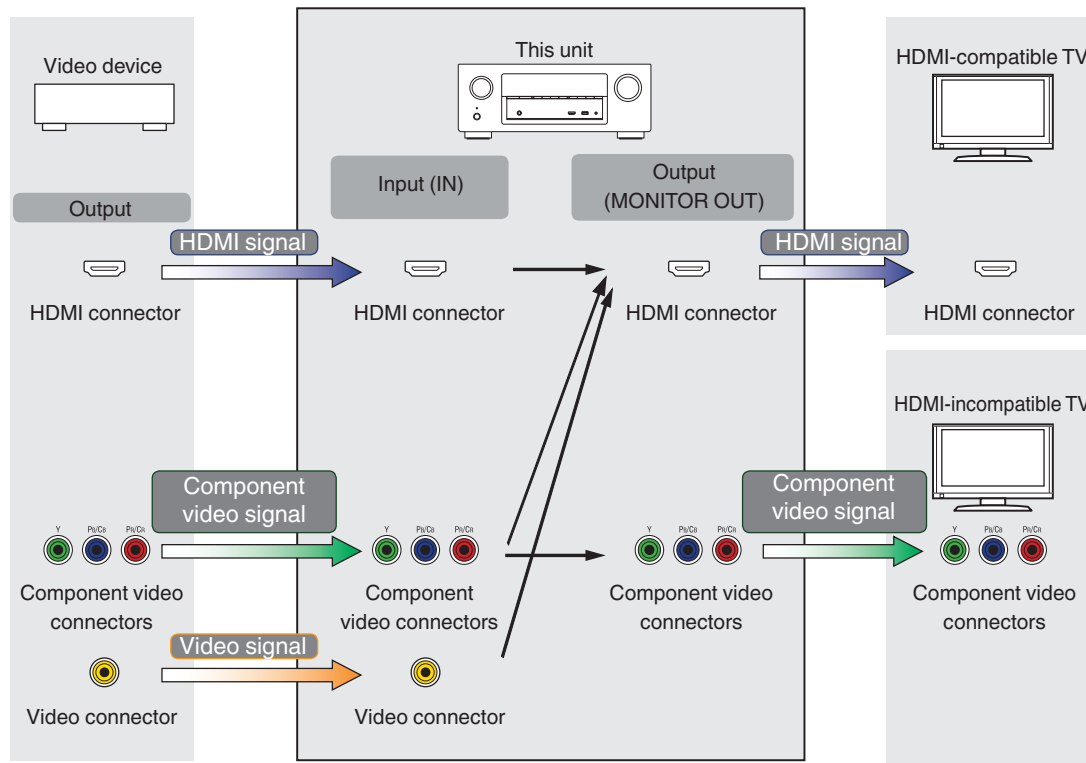 Video device
Output
HDMI signal
HDMI connector
Component
video signal
Y
PB/CB
PR/CR
Component video
connectors
Video signal
Video connector
This unit
Input (IN)
HDMI connector
Y
PB/CB
PR/CR
Component
video connectors
Video connector
Output
(MONITOR OUT)
HDMI connector
Y
PB/CB
PR/CR
Component video
connectors
HDMI signal
Component
video signal
HDMI-compatible TV
HDMI connector
HDMI-incompatible TV
Y
PB/CB
PR/CR
Component video
connectors